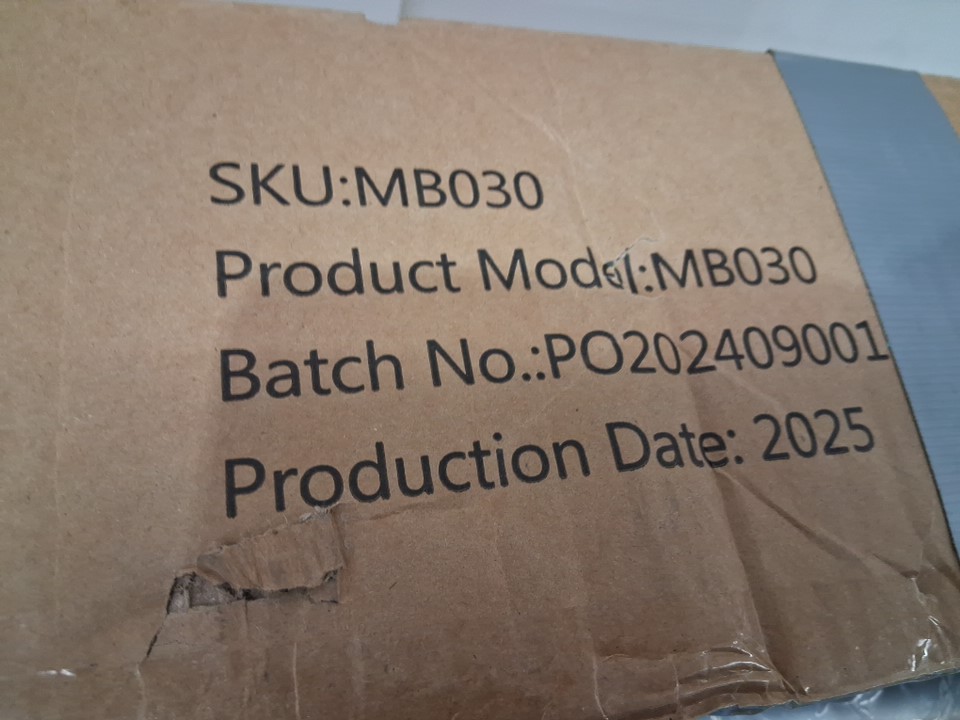 SKU:MB030
Product Model:MB030
Batch No.:PO202409001
Production Date: 2025